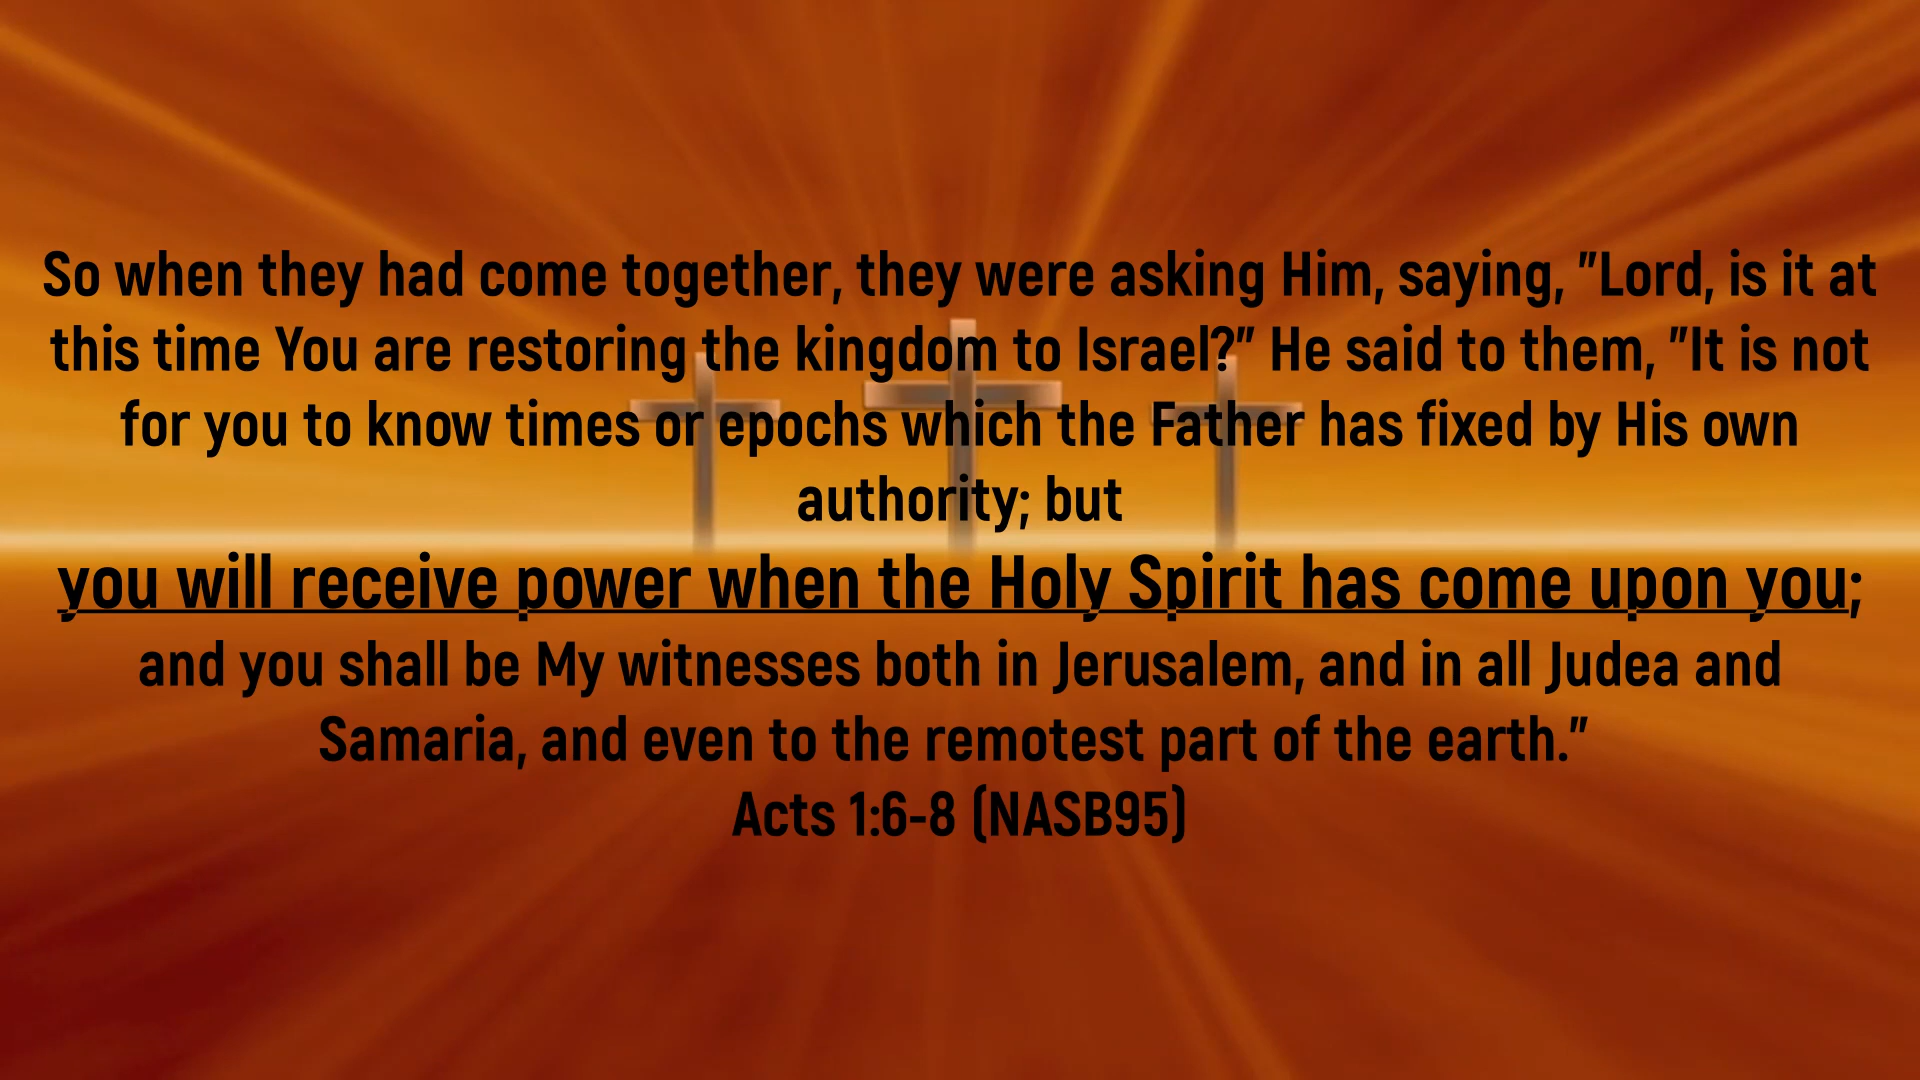 So when they had come together, they were asking Him, saying, "Lord, is it at
this time You are restoring the kingdom to Israel?" He said to them, "It is not
for you to know times or epochs which the Father has fixed by His own
authority; but
you will receive power when the Holy Spirit has come upon you;
and you shall be My witnesses both in Jerusalem, and in all Judea and
Samaria, and even to the remotest part of the earth."
Acts 1:6-8 (NASB95)